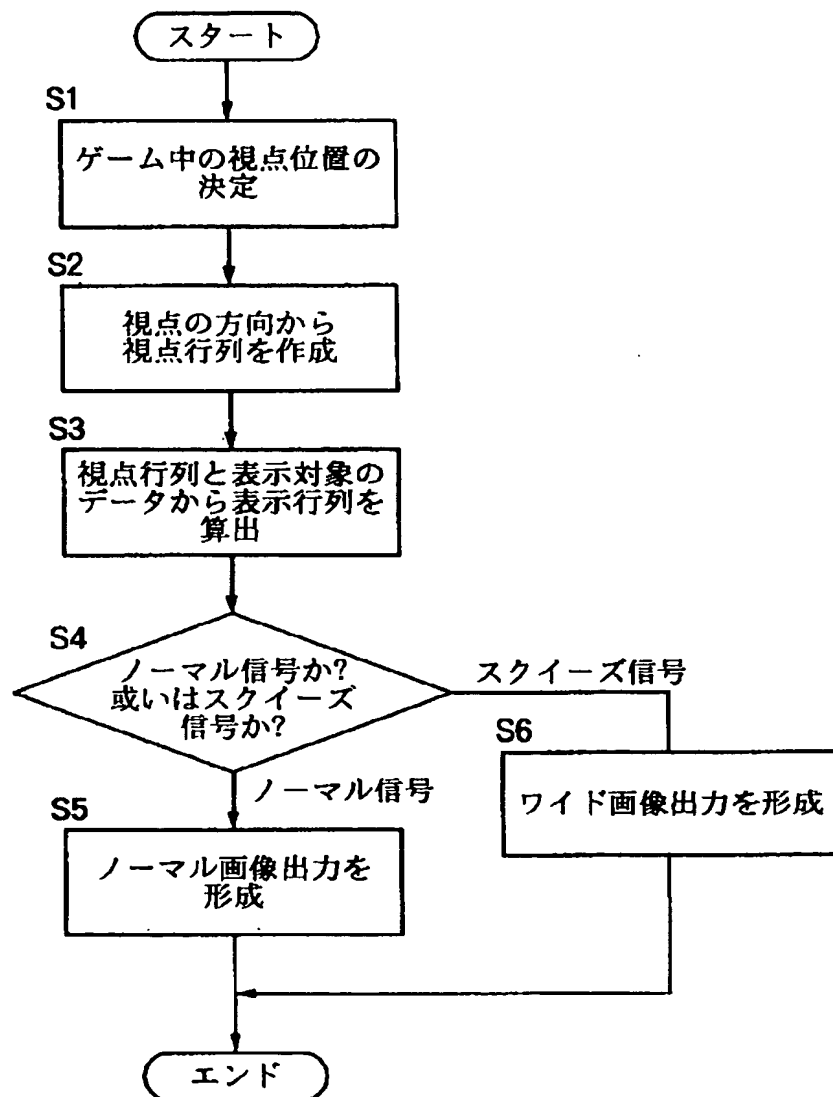 スタート
S1
ゲーム中の視点位置の
決定
S2
視点の方向から
視点行列を作成
S3
視点行列と表示対象の
データから表示行列を
算出
S4
ノーマル信号か?
或いはスクイーズ
信号か?
スクイーズ信号
S6
ワイド画像出力を形成
ノーマル信号
S5
ノーマル画像出力を
形成
エンド